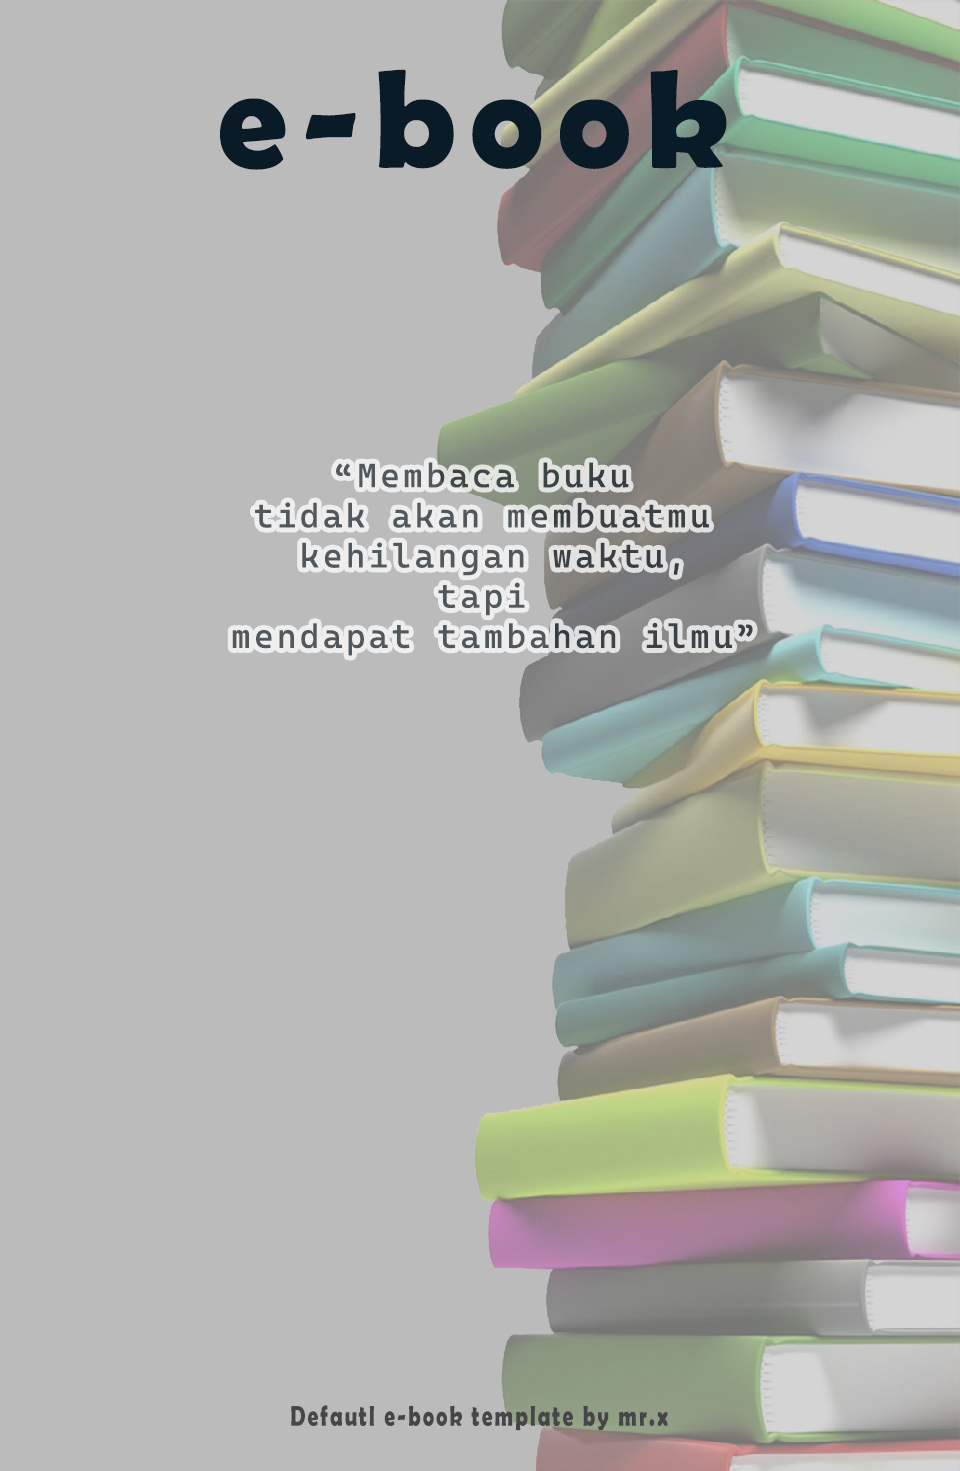 e-book
“Membaca buku
tidak akan membuatmu
kehilangan waktu,
tapi
mendapat tambahan ilmu”
Defautl e-book template by mr.x